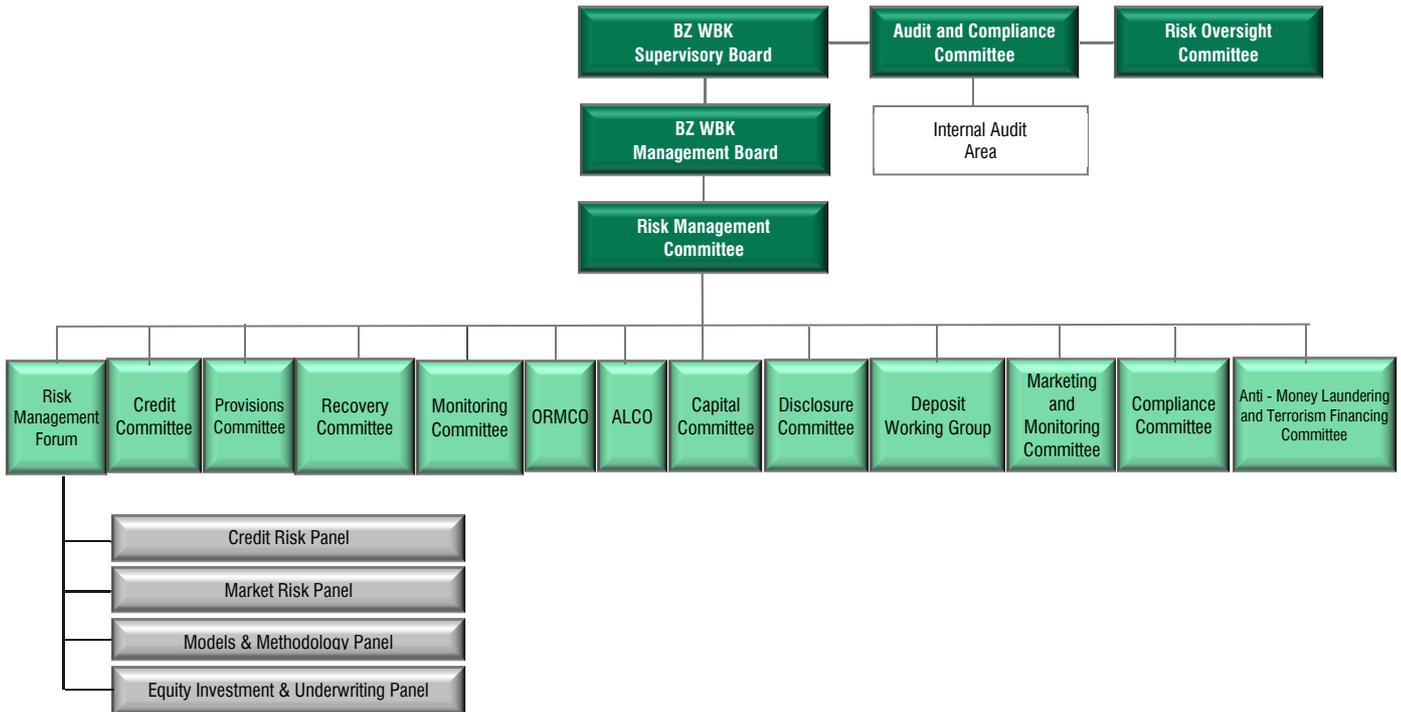 BZ WBK
Supervisory Board
Audit and Compliance
Committee
Risk Oversight
Committee
BZ WBK
Management Board
Internal Audit
Area
Risk Management
Committee
Risk
Management
Forum
Credit
Committee
Provisions
Committee
Recovery
Committee
Monitoring
Committee
ORMCO
ALCO
Capital
Committee
Disclosure
Committee
Deposit
Working Group
Marketing
and
Monitoring
Committee
Compliance
Committee
Anti - Money Laundering
and Terrorism Financing
Committee
Credit Risk Panel
Market Risk Panel
Models & Methodology Panel
Equity Investment & Underwriting Panel